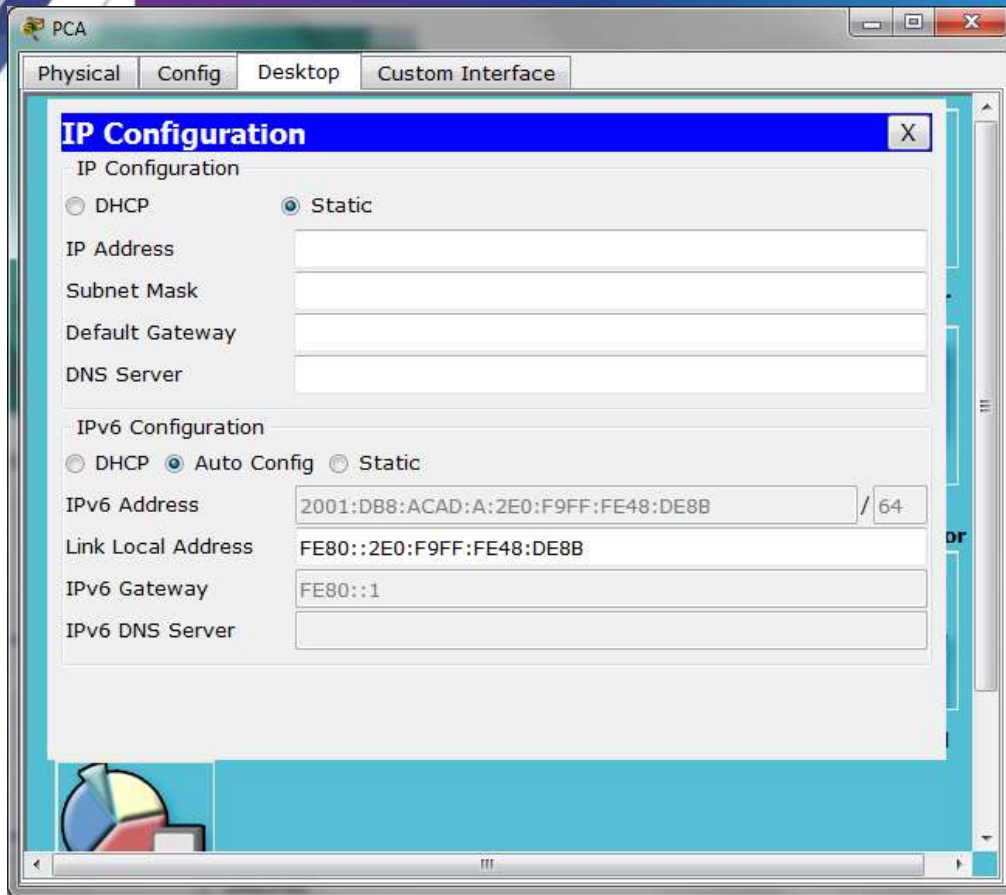 PCA
Physical Config Desktop Custom Interface
IP Configuration X
IP Configuration
DHCP Static
IP Address
Subnet Mask
Default Gateway
DNS Server
IPv6 Configuration
DHCP Auto Config Static
IPv6 Address 2001:DB8:ACAD:A:2E0:F9FF:FE48:DE8B / 64
Link Local Address FE80::2E0:F9FF:FE48:DE8B
or
IPv6 Gateway FE80::1
IPv6 DNS Server